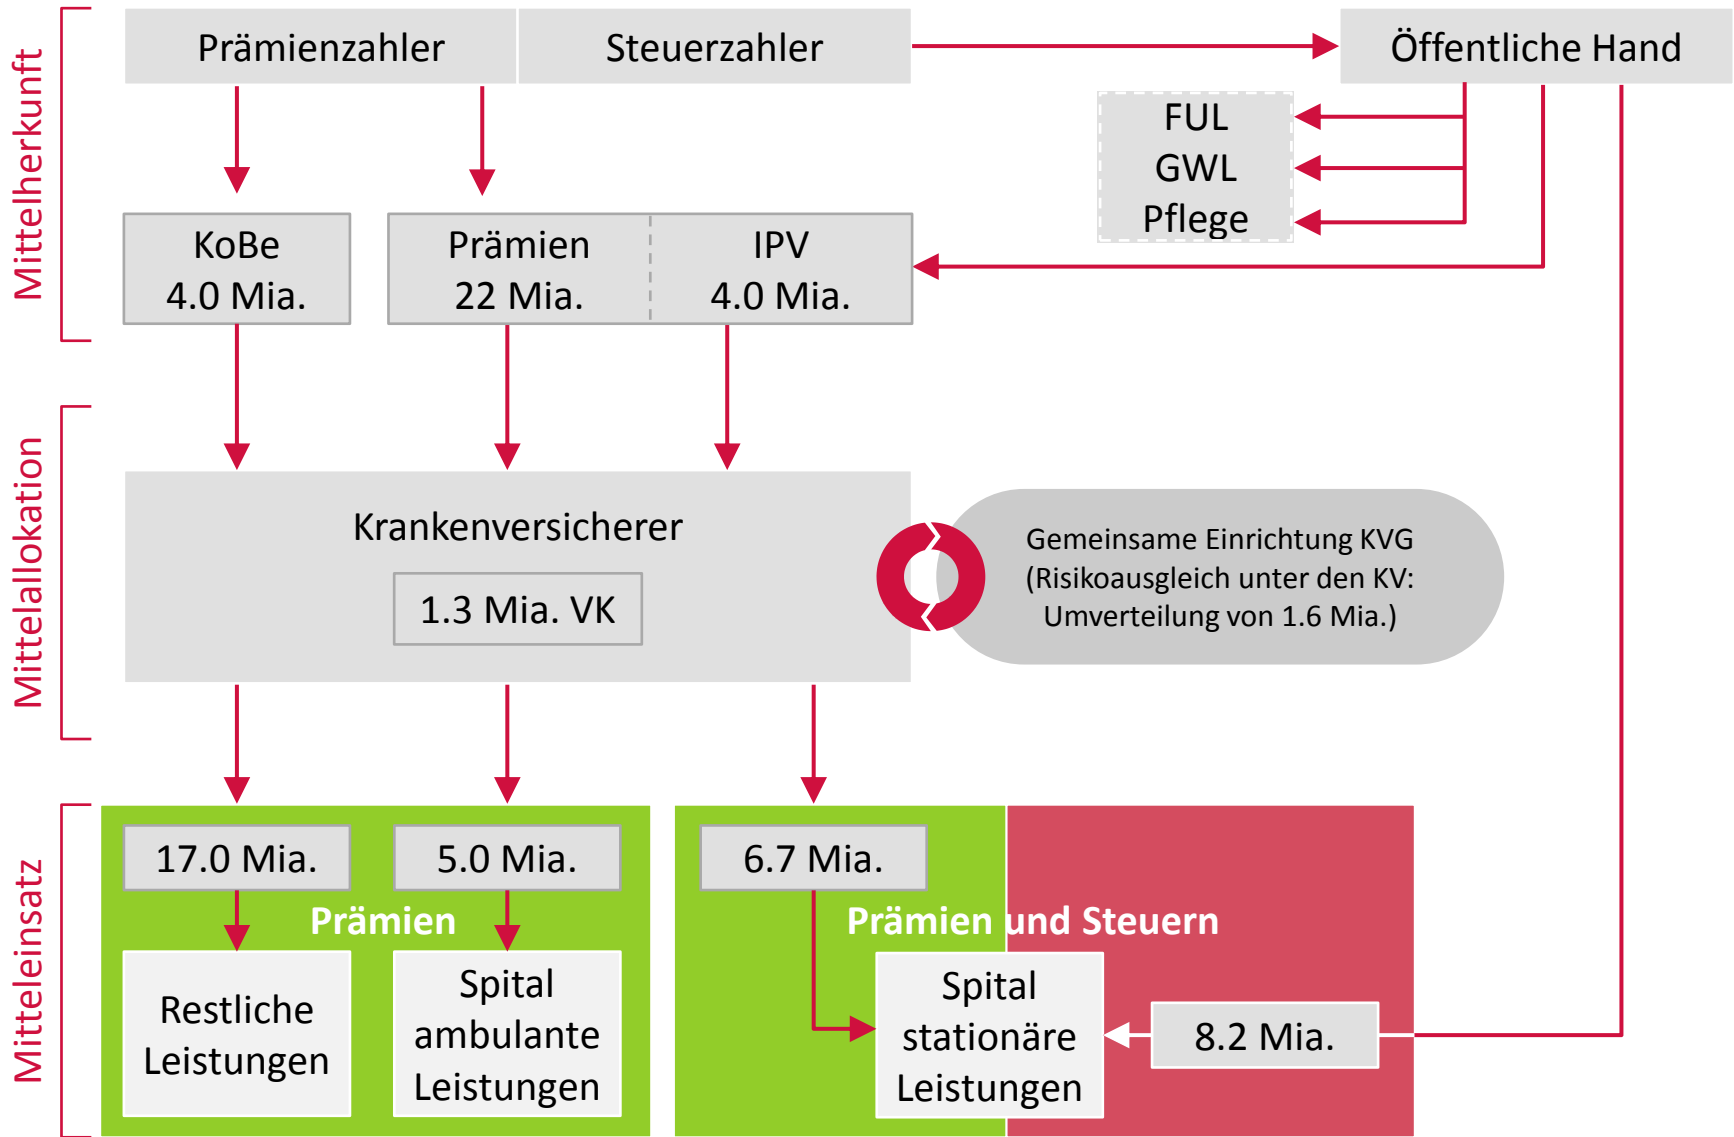 Mittelherkunft
Prämienzahler
Steuerzahler
Öffentliche Hand
FUL
GWL
Pflege
KoBe
4.0 Mia.
Prämien
22 Mia.
IPV
4.0 Mia.
Mittelallokation
Krankenversicherer
1.3 Mia. VK
Gemeinsame Einrichtung KVG
(Risikoausgleich unter den KV:
Umverteilung von 1.6 Mia.)
Mitteleinsatz
17.0 Mia.
5.0 Mia.
6.7 Mia.
Prämien
Prämien und Steuern
Restliche
Leistungen
Spital
ambulante
Leistungen
Spital
stationäre
Leistungen
8.2 Mia.